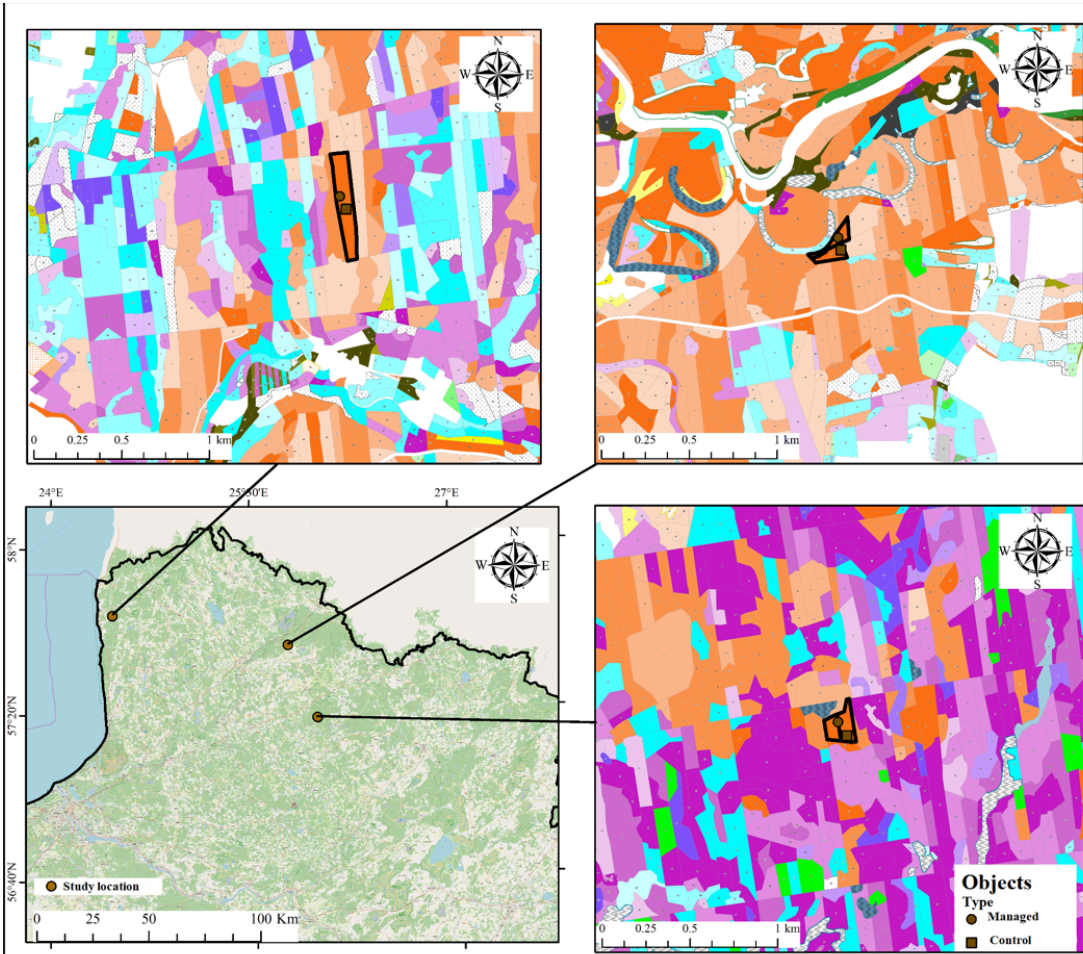 N
W E
S
0 0.25 0.5 1 km
N
W E
S
0 0.25 0.5 1 km
24°E 25°30'E 27°E
58°N
57°20'N
56°40'N
N
W E
S
Study location
0 25 50 100 Km
N
W E
S
0 0.25 0.5 1 km
Objects
Type
Managed
Control